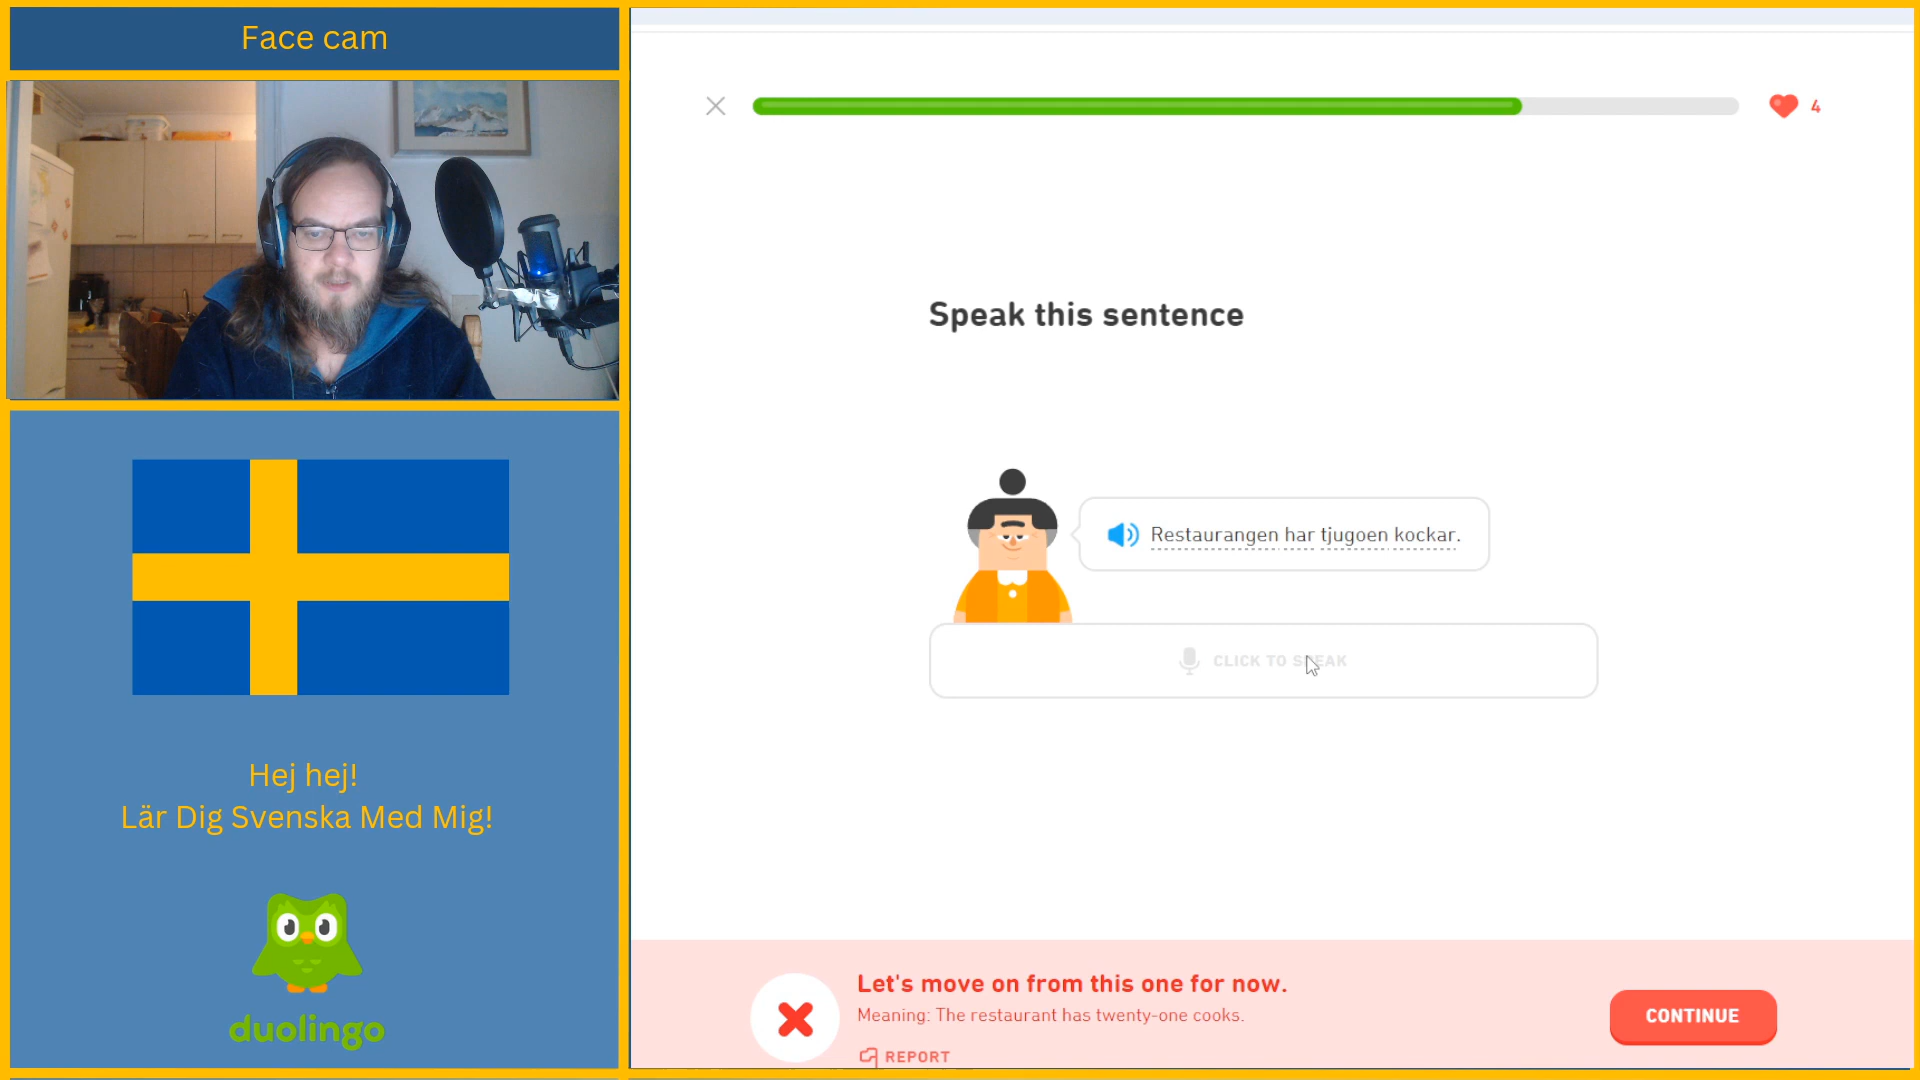 Face cam
Hej hej!
Lär Dig Svenska Med Mig!
duolingo
4
Speak this sentence
Restaurangen har tjugoen kockar.
CLICK TO SPEAK
Let's move on from this one for now.
Meaning: The restaurant has twenty-one cooks.
REPORT
CONTINUE